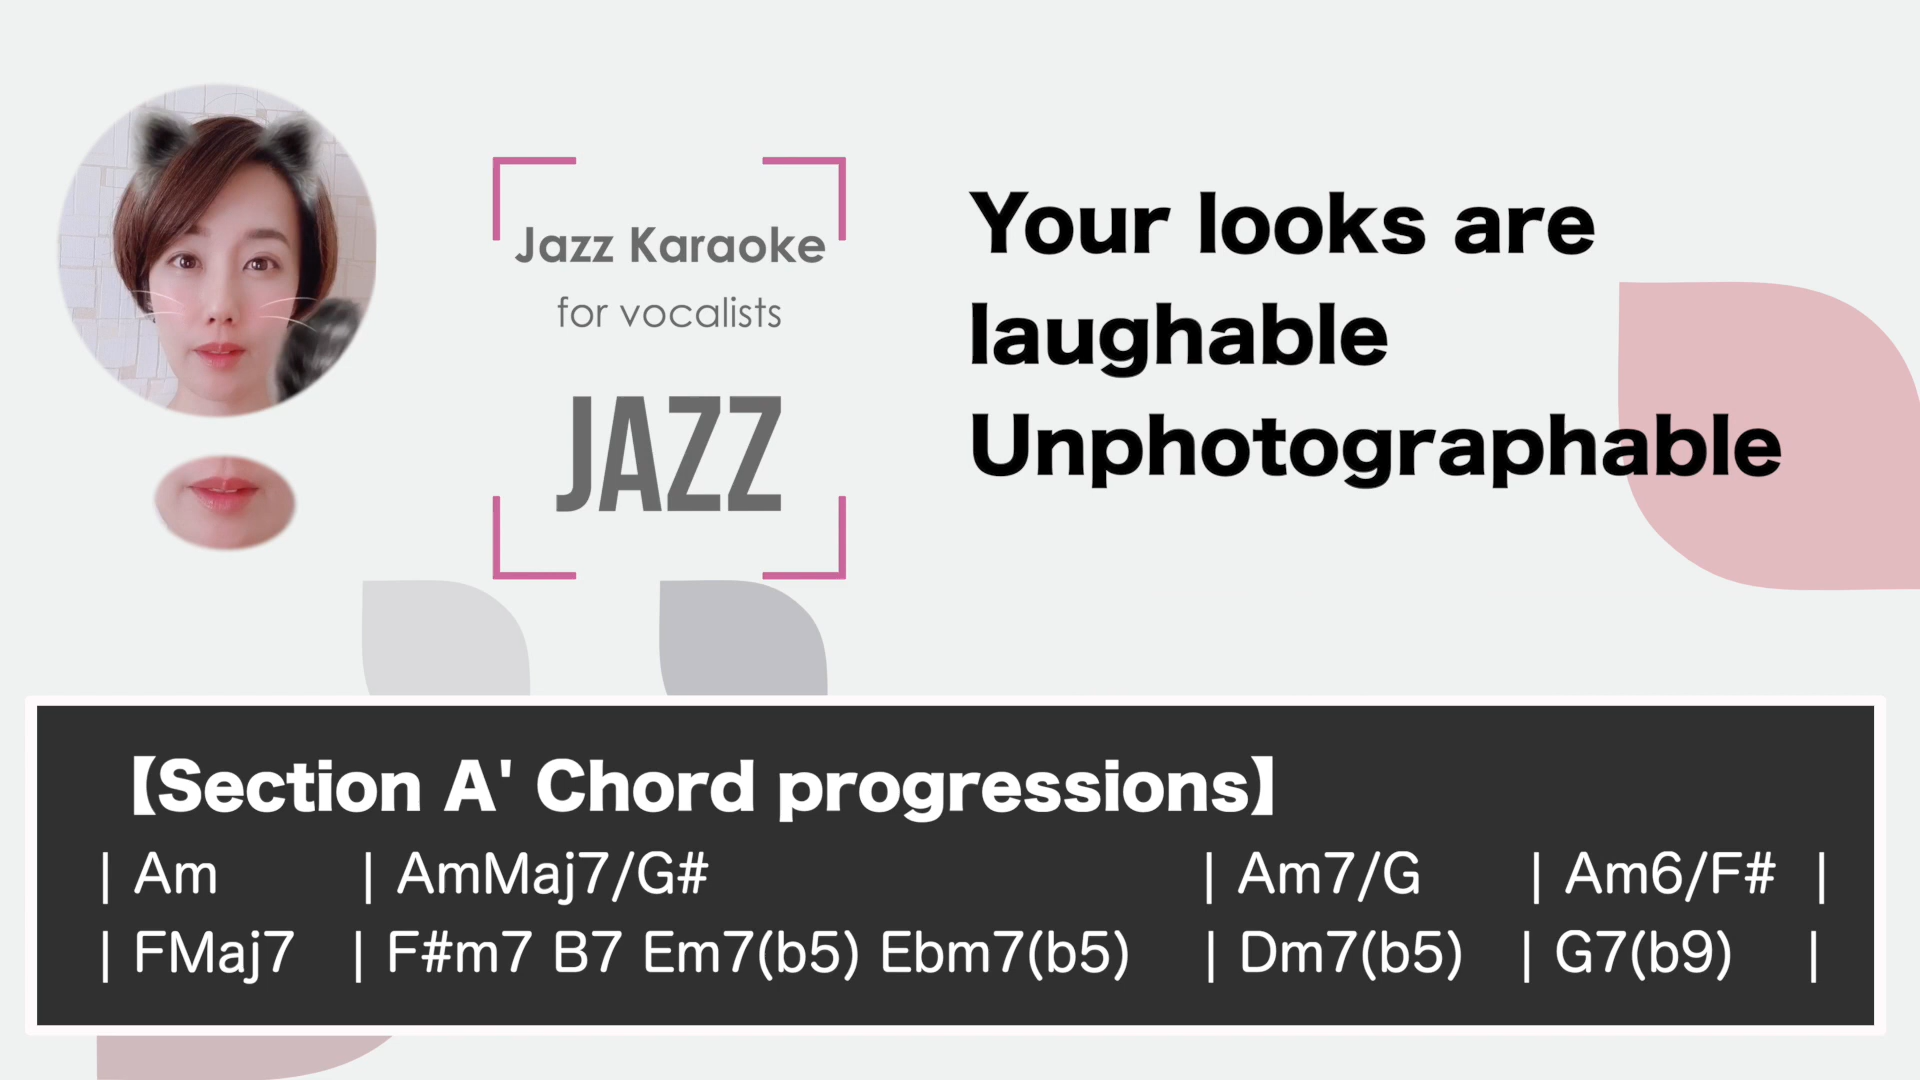 Jazz Karaoke
for vocalists
JAZZ
Your looks are
laughable
Unphotographable
【Section A' Chord progressions】
| Am | AmMaj7/G# | Am7/G | Am6/F# |
| FMaj7 | F#m7 B7 Em7(b5) Ebm7(b5) | Dm7(b5) | G7(b9) |